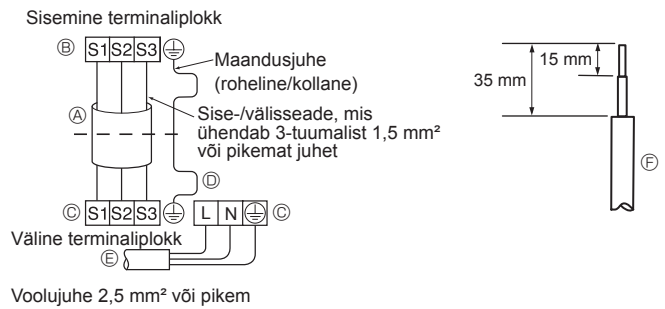 Sisemine terminaliplokk
Ⓑ S1 S2 S3
Maandusjuhe
(roheline/kollane)
Ⓐ
Sise-/välisseade, mis
ühendab 3-tuumalist 1,5 mm²
või pikemat juhet
Ⓓ
Ⓒ S1 S2 S3
L N Ⓒ
Väline terminaliplokk
Ⓔ
Voolujuhe 2,5 mm² või pikem
15 mm
35 mm
Ⓕ